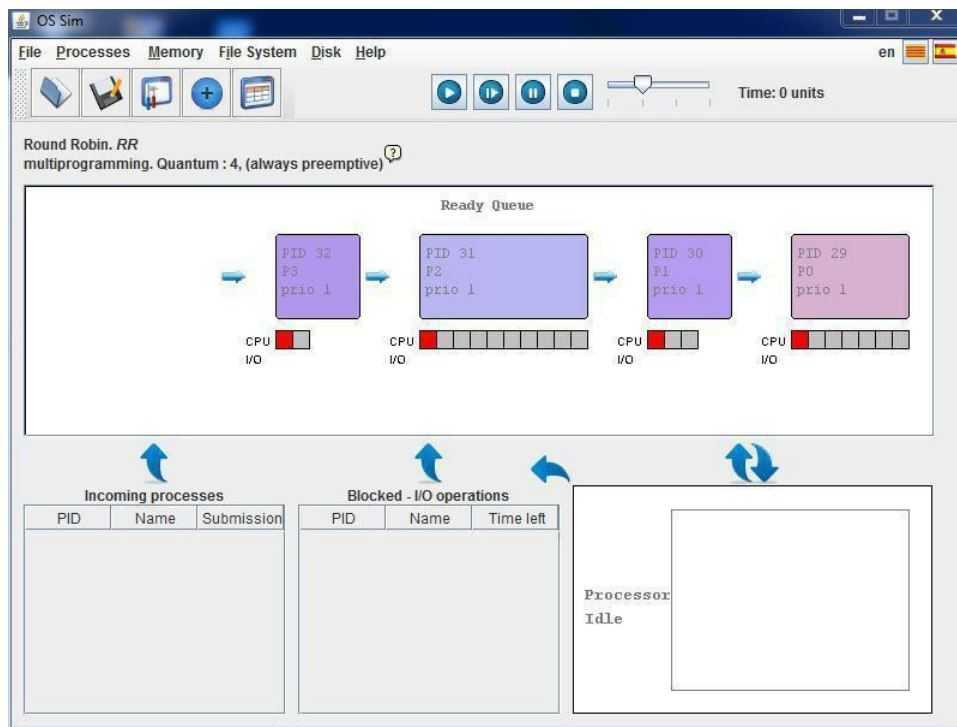 OS Sim
File Processes Memory File System Disk Help en
Time: 0 units
Round Robin. RR
multiprogramming. Quantum : 4, (always preemptive) ?
Ready Queue
PID 32 PID 31 PID 30 PID 29
P3 P2 P1 P0
prio 1 prio 1 prio 1 prio 1
CPU CPU CPU CPU
I/O I/O I/O I/O
Incoming processes Blocked - I/O operations
PID Name Submission PID Name Time left
Processor
Idle